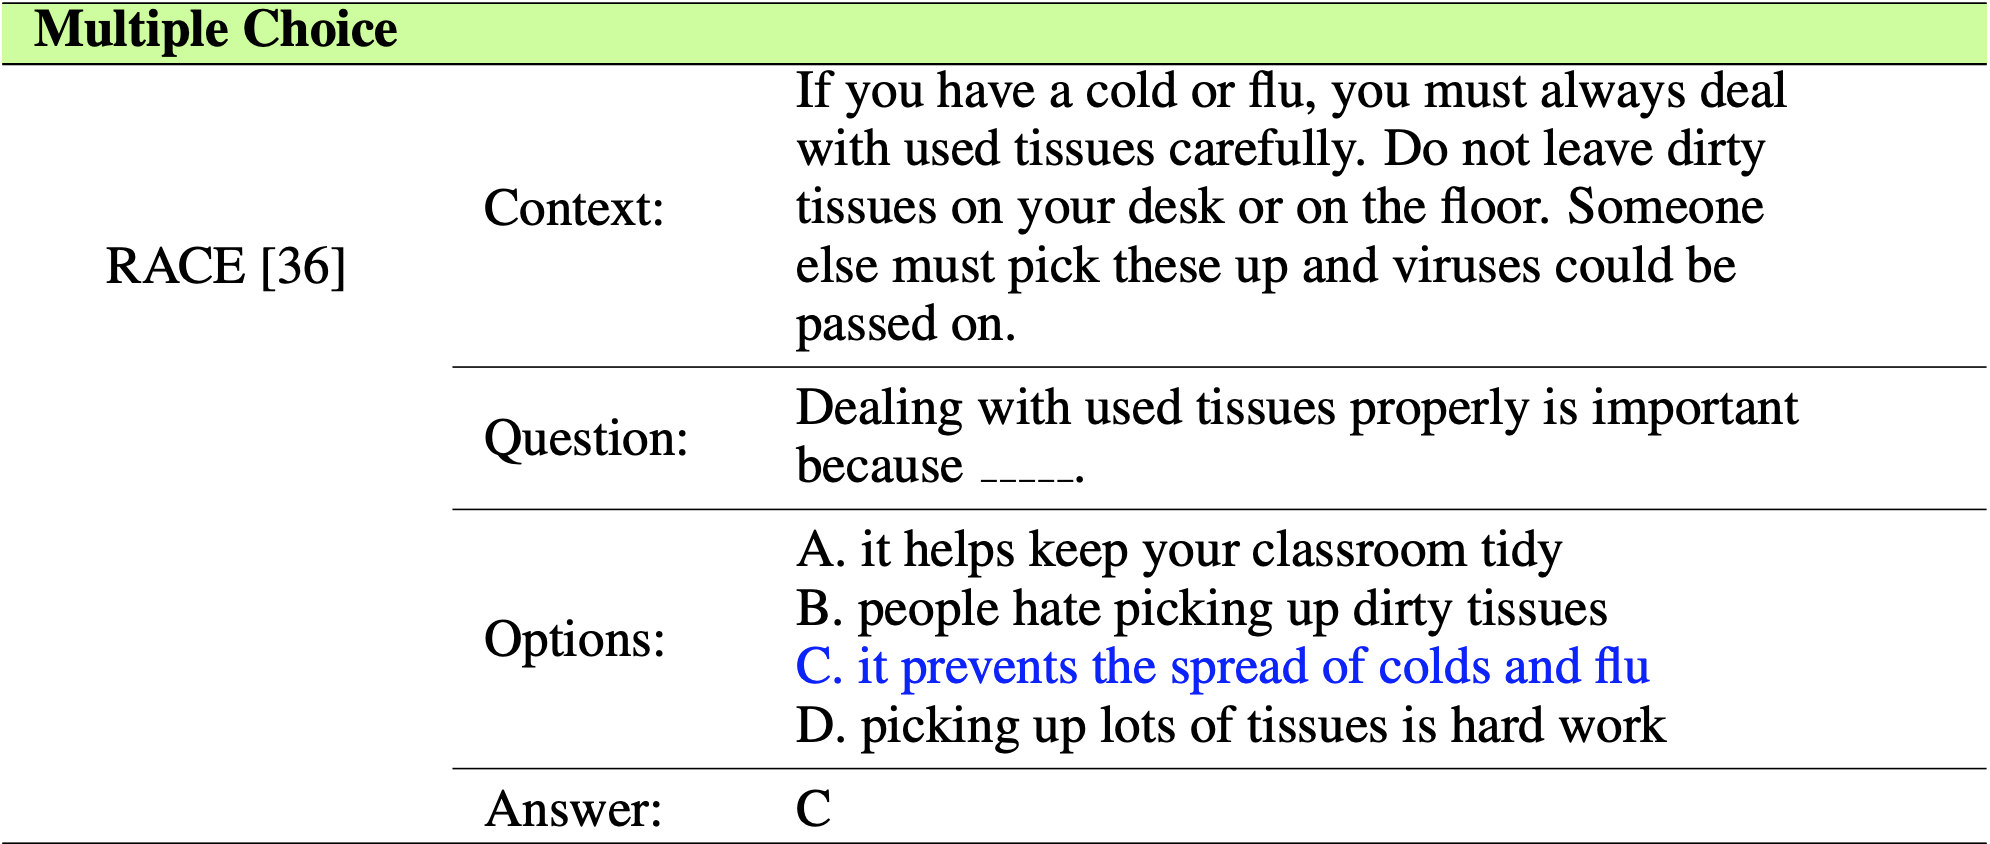 Multiple Choice
RACE [36]
Context:
If you have a cold or flu, you must always deal
with used tissues carefully. Do not leave dirty
tissues on your desk or on the floor. Someone
else must pick these up and viruses could be
passed on.
Question:
Dealing with used tissues properly is important
because _____.
Options:
A. it helps keep your classroom tidy
B. people hate picking up dirty tissues
C. it prevents the spread of colds and flu
D. picking up lots of tissues is hard work
Answer:
C